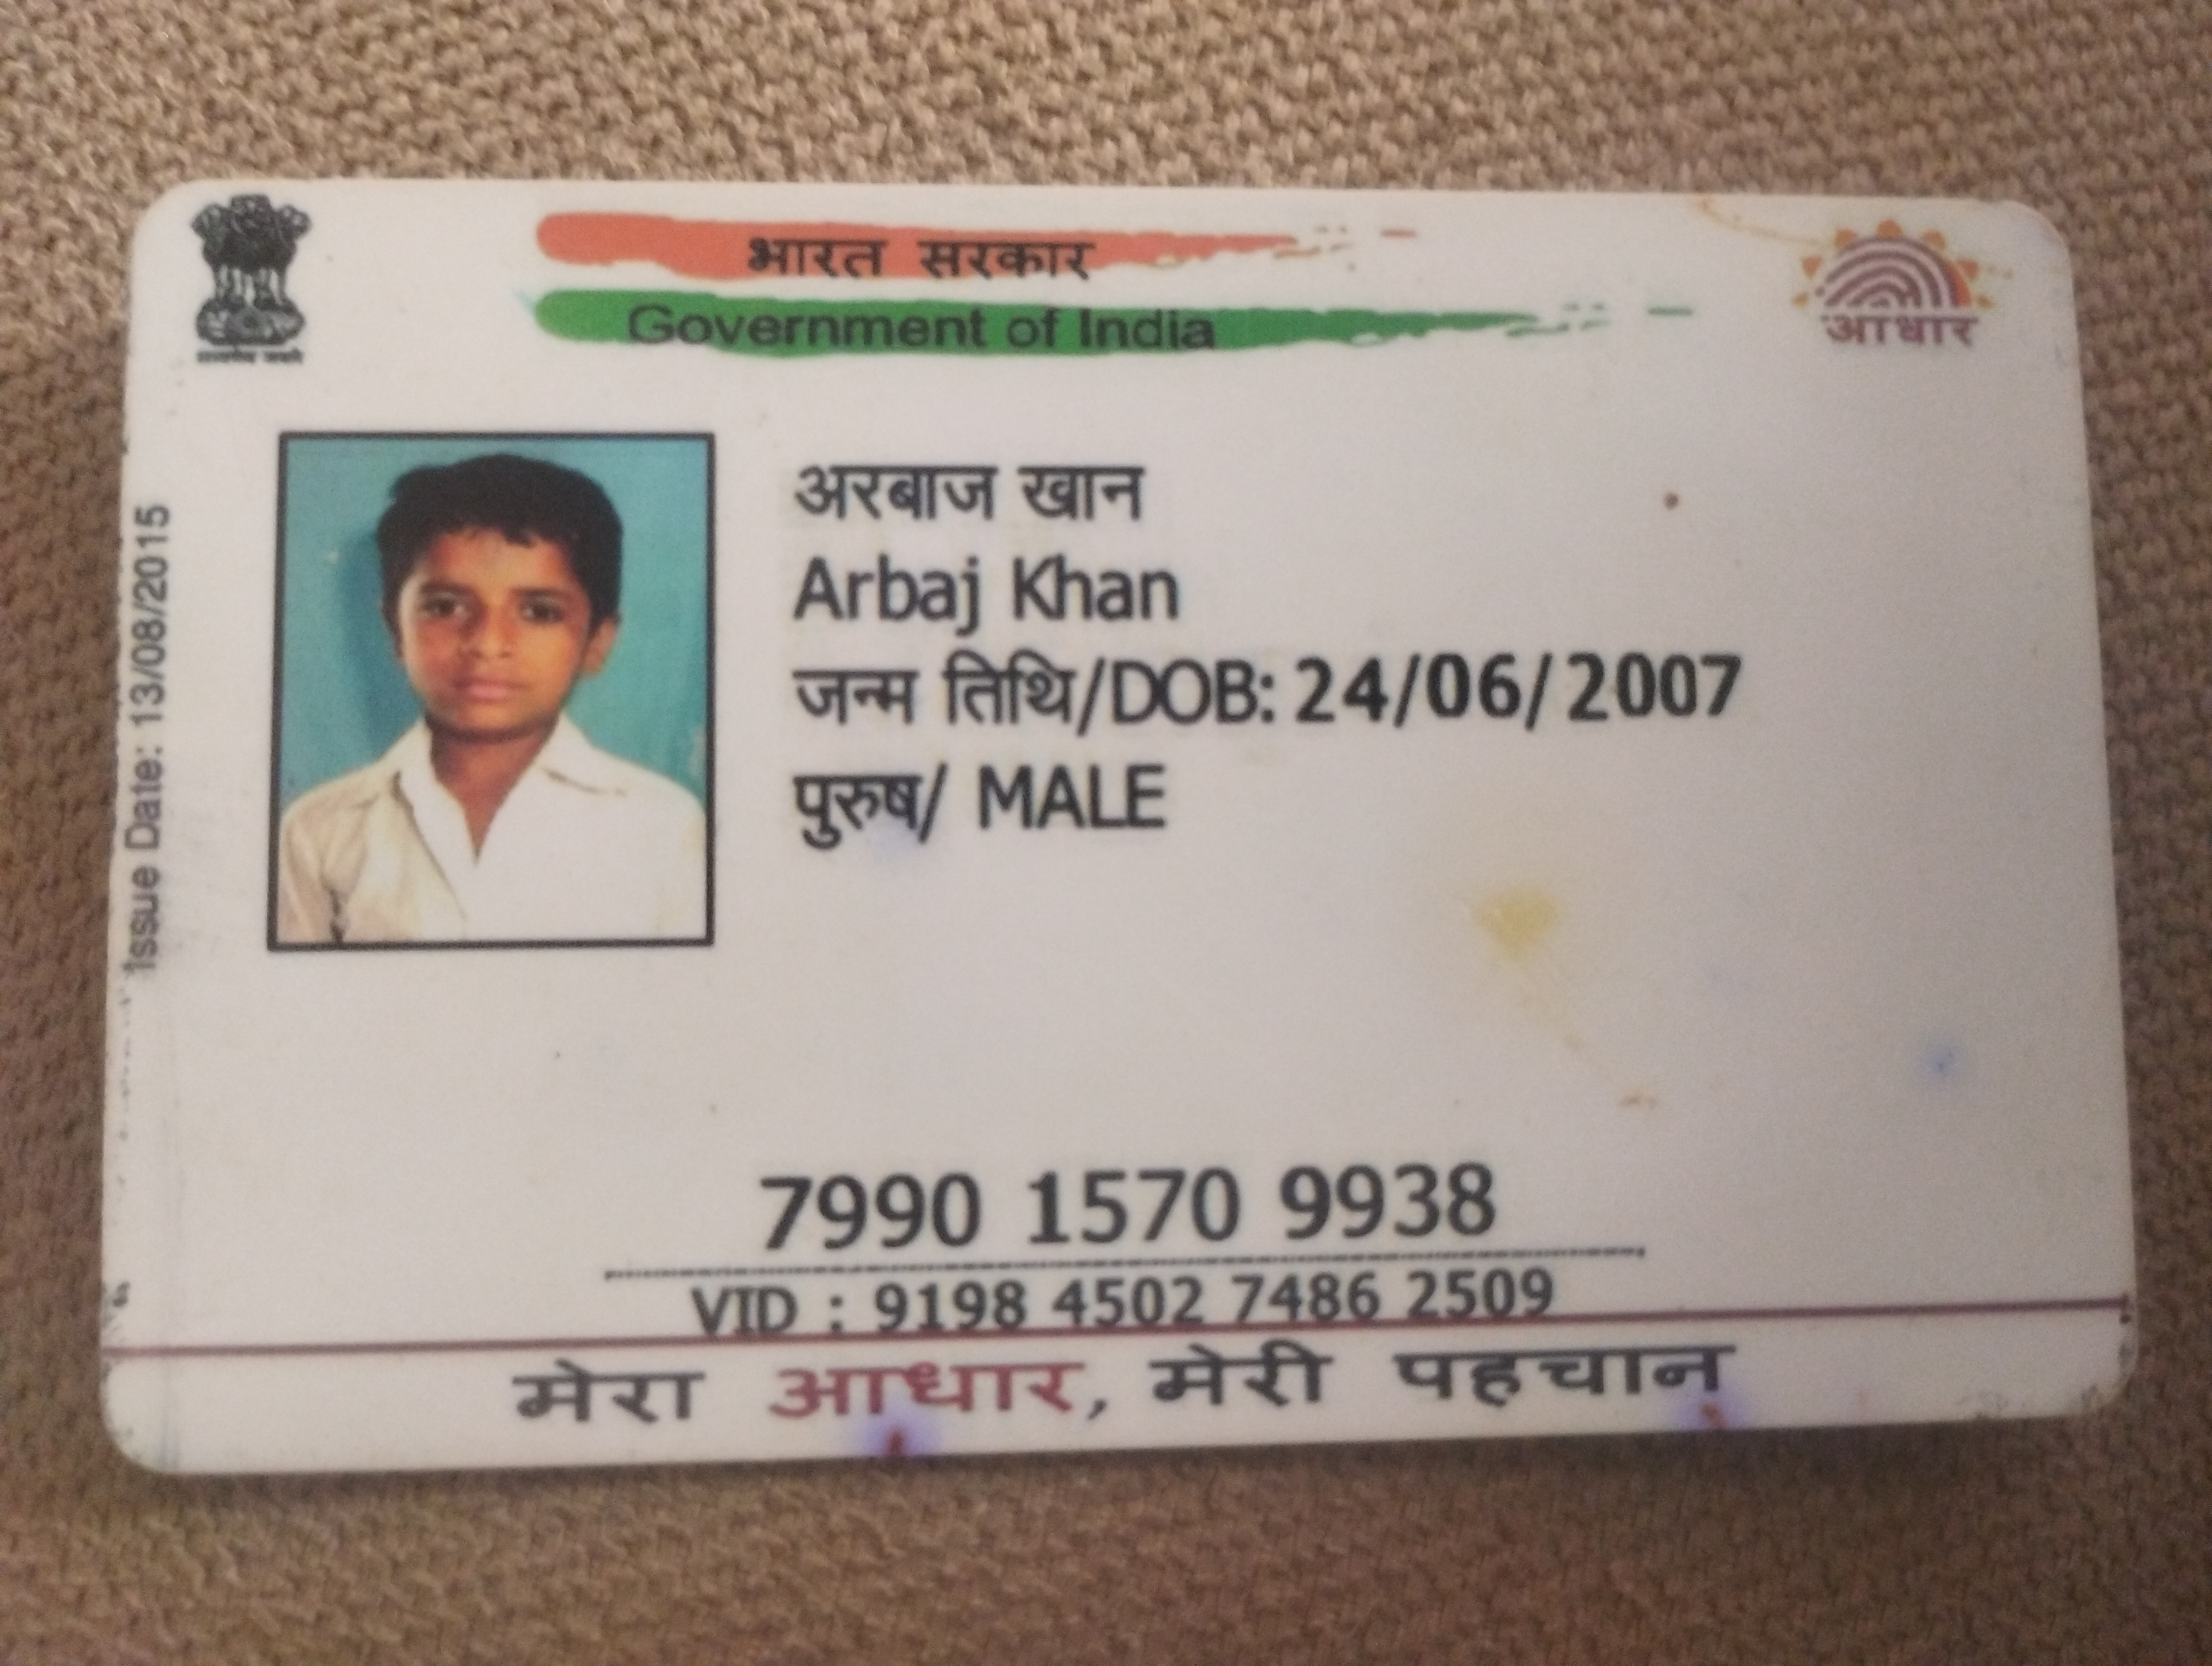 भारत सरकार
Government of India
आधार
Issue Date: 13/08/2015
अरबाज खान
Arbaj Khan
जन्म तिथि/DOB: 24/06/2007
पुरुष/ MALE
7990 1570 9938
VID : 9198 4502 7486 2509
मेरा आधार, मेरी पहचान